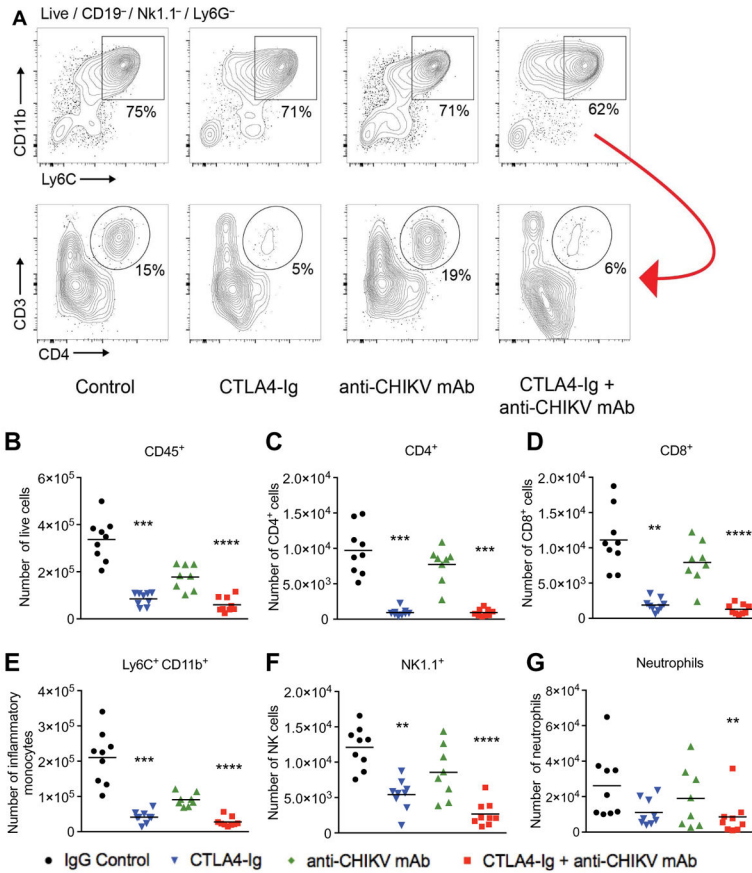 A
Live / CD19⁻ / Nk1.1⁻ / Ly6G⁻
CD11b
75%
71%
71%
62%
Ly6C
CD3
15%
5%
19%
6%
CD4
Control
CTLA4-Ig
anti-CHIKV mAb
CTLA4-Ig +
anti-CHIKV mAb
B
CD45⁺
Number of live cells
6×10⁵
4×10⁵
2×10⁵
0
***
****
C
CD4⁺
Number of CD4⁺ cells
2.0×10⁴
1.5×10⁴
1.0×10⁴
5.0×10³
0
***
***
D
CD8⁺
Number of CD8⁺ cells
2.0×10⁴
1.5×10⁴
1.0×10⁴
5.0×10³
0
**
****
E
Ly6C⁺ CD11b⁺
Number of inflammatory
monocytes
4×10⁵
3×10⁵
2×10⁵
1×10⁵
0
***
****
F
NK1.1⁺
Number of NK cells
2.0×10⁴
1.5×10⁴
1.0×10⁴
5.0×10³
0
**
****
G
Neutrophils
Number of neutrophils
8×10⁴
6×10⁴
4×10⁴
2×10⁴
0
**
IgG Control
CTLA4-Ig
anti-CHIKV mAb
CTLA4-Ig + anti-CHIKV mAb